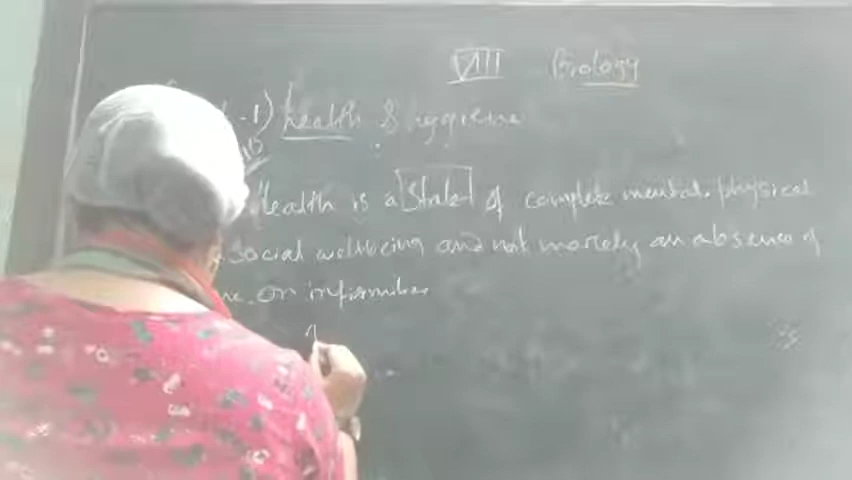 VIII Biology
-1) health & hygiene
Health is a state of complete mental, physical
social wellbeing and not merely an absence of
or infirmities